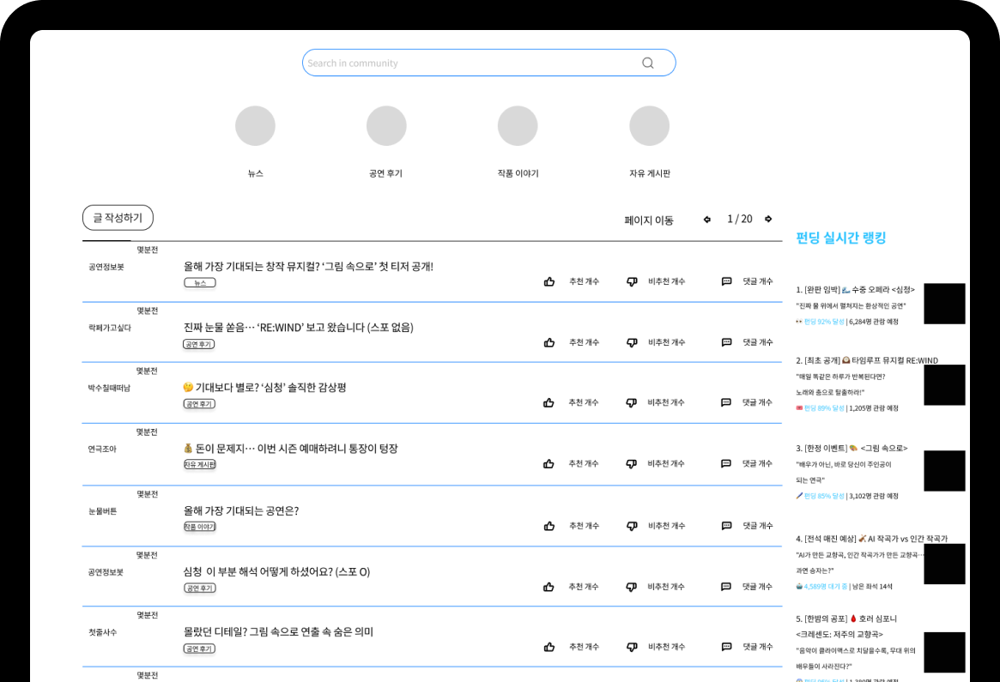 Search in community
뉴스
공연 후기
작품 이야기
자유 게시판
글 작성하기
페이지 이동
1 / 20
몇분전
공연정보봇
올해 가장 기대되는 창작 뮤지컬? ‘그림 속으로’ 첫 티저 공개!
뉴스
추천 개수
비추천 개수
댓글 개수
몇분전
락페가고싶다
진짜 눈물 쏟음… ‘RE:WIND’ 보고 왔습니다 (스포 없음)
공연 후기
추천 개수
비추천 개수
댓글 개수
몇분전
박수칠때떠남
🤔 기대보다 별로? ‘심청’ 솔직한 감상평
공연 후기
추천 개수
비추천 개수
댓글 개수
몇분전
연극조아
💰 돈이 문제지… 이번 시즌 예매하려니 통장이 텅장
자유 게시판
추천 개수
비추천 개수
댓글 개수
몇분전
눈물버튼
올해 가장 기대되는 공연은?
작품 이야기
추천 개수
비추천 개수
댓글 개수
몇분전
공연정보봇
심청 이 부분 해석 어떻게 하셨어요? (스포 O)
공연 후기
추천 개수
비추천 개수
댓글 개수
몇분전
첫줄사수
몰랐던 디테일? 그림 속으로 연출 속 숨은 의미
공연 후기
추천 개수
비추천 개수
댓글 개수
몇분전
펀딩 실시간 랭킹
1. [완판 임박] 🌊 수중 오페라 <심청>
"진짜 물 위에서 펼쳐지는 환상적인 공연"
👀 펀딩 92% 달성 | 6,284명 관람 예정
2. [최초 공개] 🕰 타임루프 뮤지컬 RE:WIND
"매일 똑같은 하루가 반복된다면?
노래와 춤으로 탈출하라!"
🎟 펀딩 89% 달성 | 1,205명 관람 예정
3. [한정 이벤트] 🎨 <그림 속으로>
"배우가 아닌, 바로 당신이 주인공이
되는 연극"
🖌 펀딩 85% 달성 | 3,102명 관람 예정
4. [전석 매진 예상] 🎻 AI 작곡가 vs 인간 작곡가
"AI가 만든 교향곡, 인간 작곡가가 만든 교향곡…
과연 승자는?"
🤖 4,589명 대기 중 | 남은 좌석 14석
5. [한밤의 공포] 🩸 호러 심포니
<크레센도: 저주의 교향곡>
"음악이 클라이맥스로 치달을수록, 무대 위의
배우들이 사라진다?"